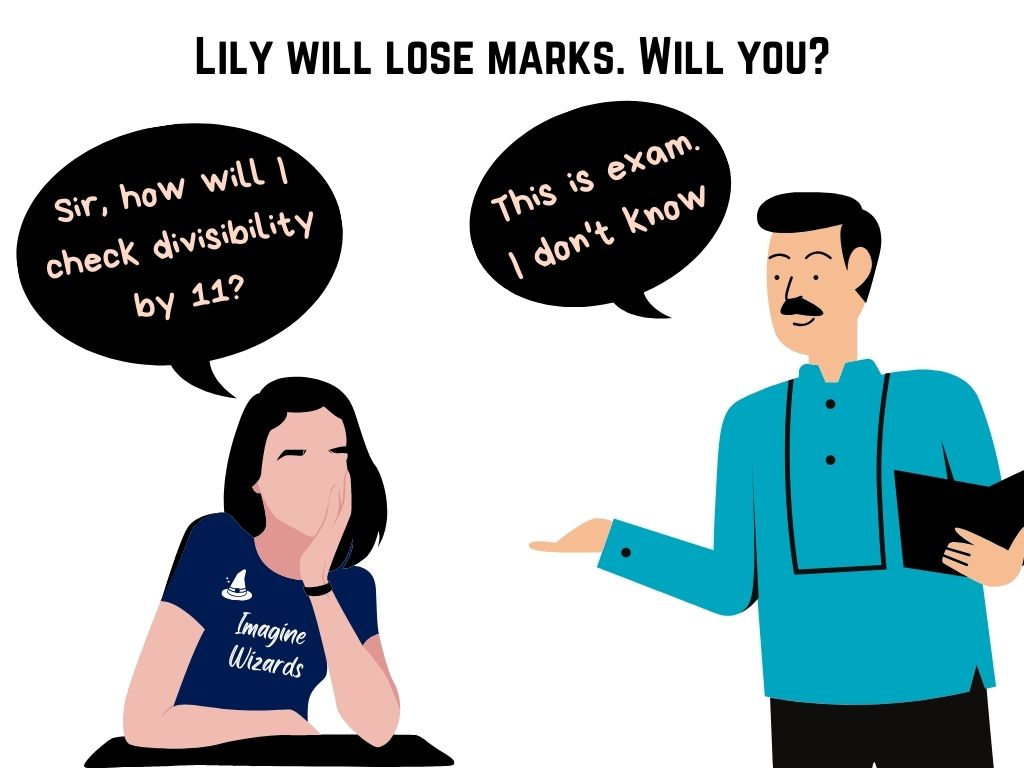 Lily will lose marks. Will you?
Sir, how will I
check divisibility
by 11?
This is exam.
I don't know
Imagine
Wizards